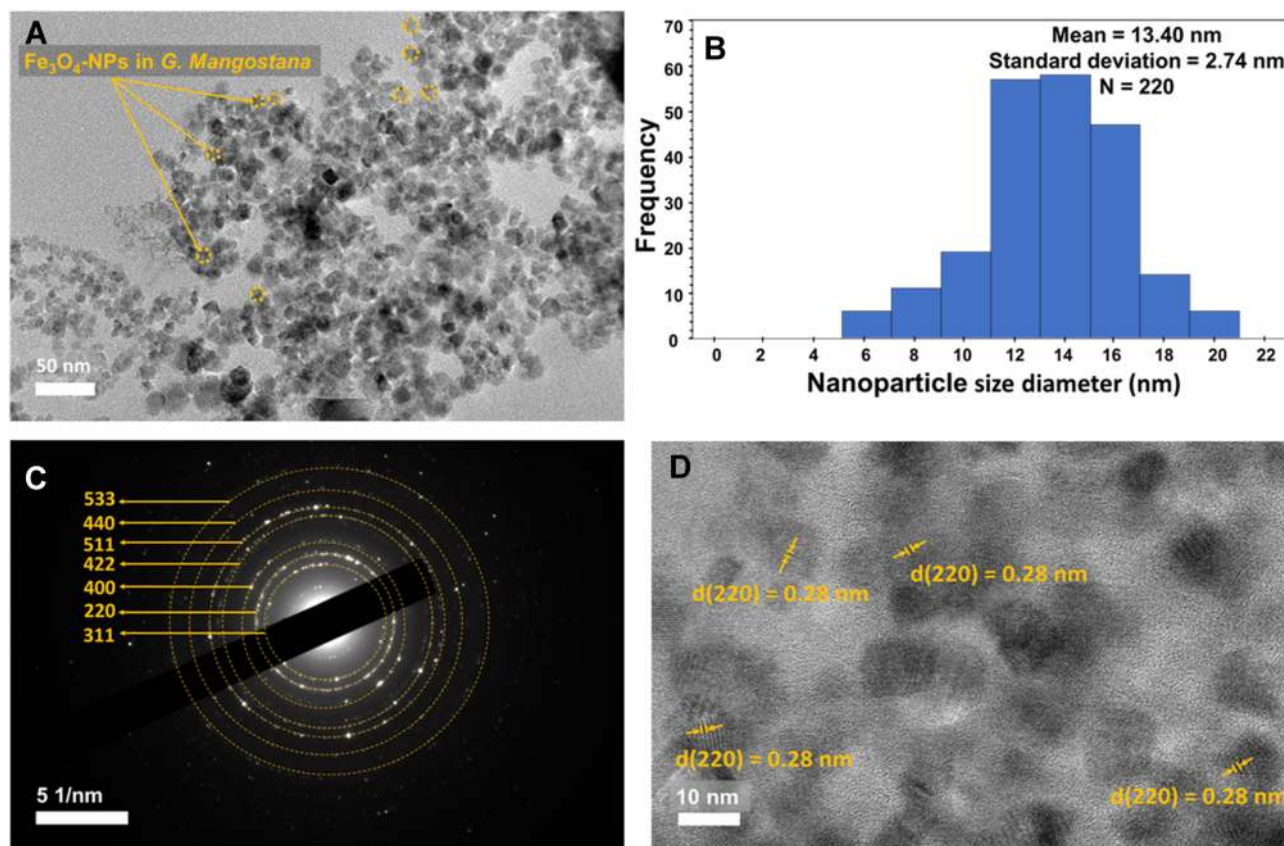 A
Fe₃O₄-NPs in G. Mangostana
50 nm
B
Mean = 13.40 nm
Standard deviation = 2.74 nm
N = 220
70
60
50
40
30
20
10
0
Frequency
0 2 4 6 8 10 12 14 16 18 20 22
Nanoparticle size diameter (nm)
C
533
440
511
422
400
220
311
5 1/nm
D
d(220) = 0.28 nm
d(220) = 0.28 nm
d(220) = 0.28 nm
d(220) = 0.28 nm
10 nm